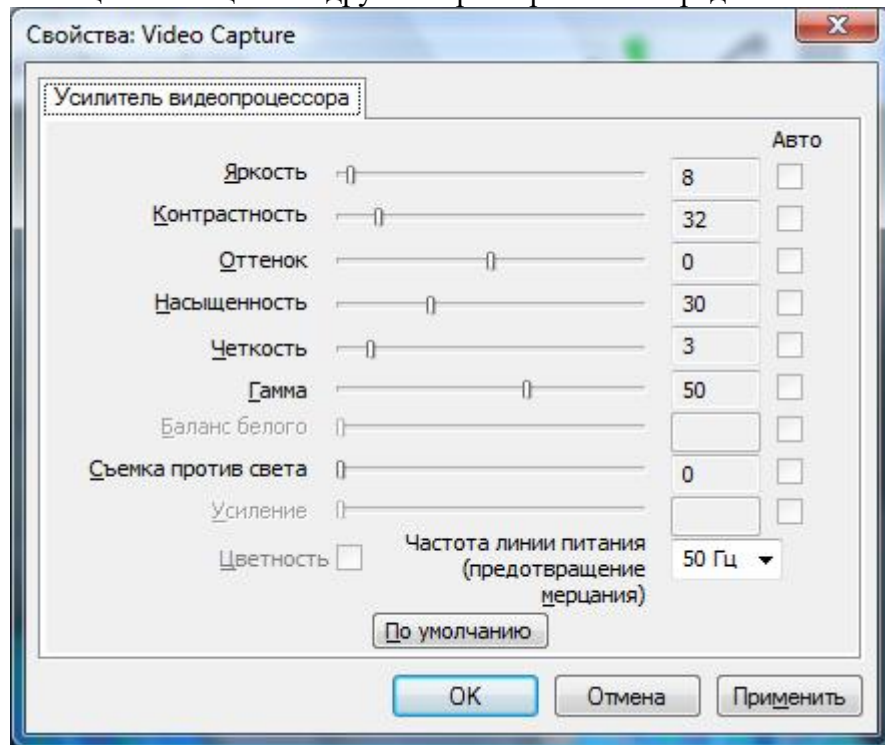 Свойства: Video Capture
Усилитель видеопроцессора
Авто
Яркость 8
Контрастность 32
Оттенок 0
Насыщенность 30
Четкость 3
Гамма 50
Баланс белого
Съемка против света 0
Усиление
Цветность
Частота линии питания
(предотвращение
мерцания)
50 Гц
По умолчанию
ОК Отмена Применить